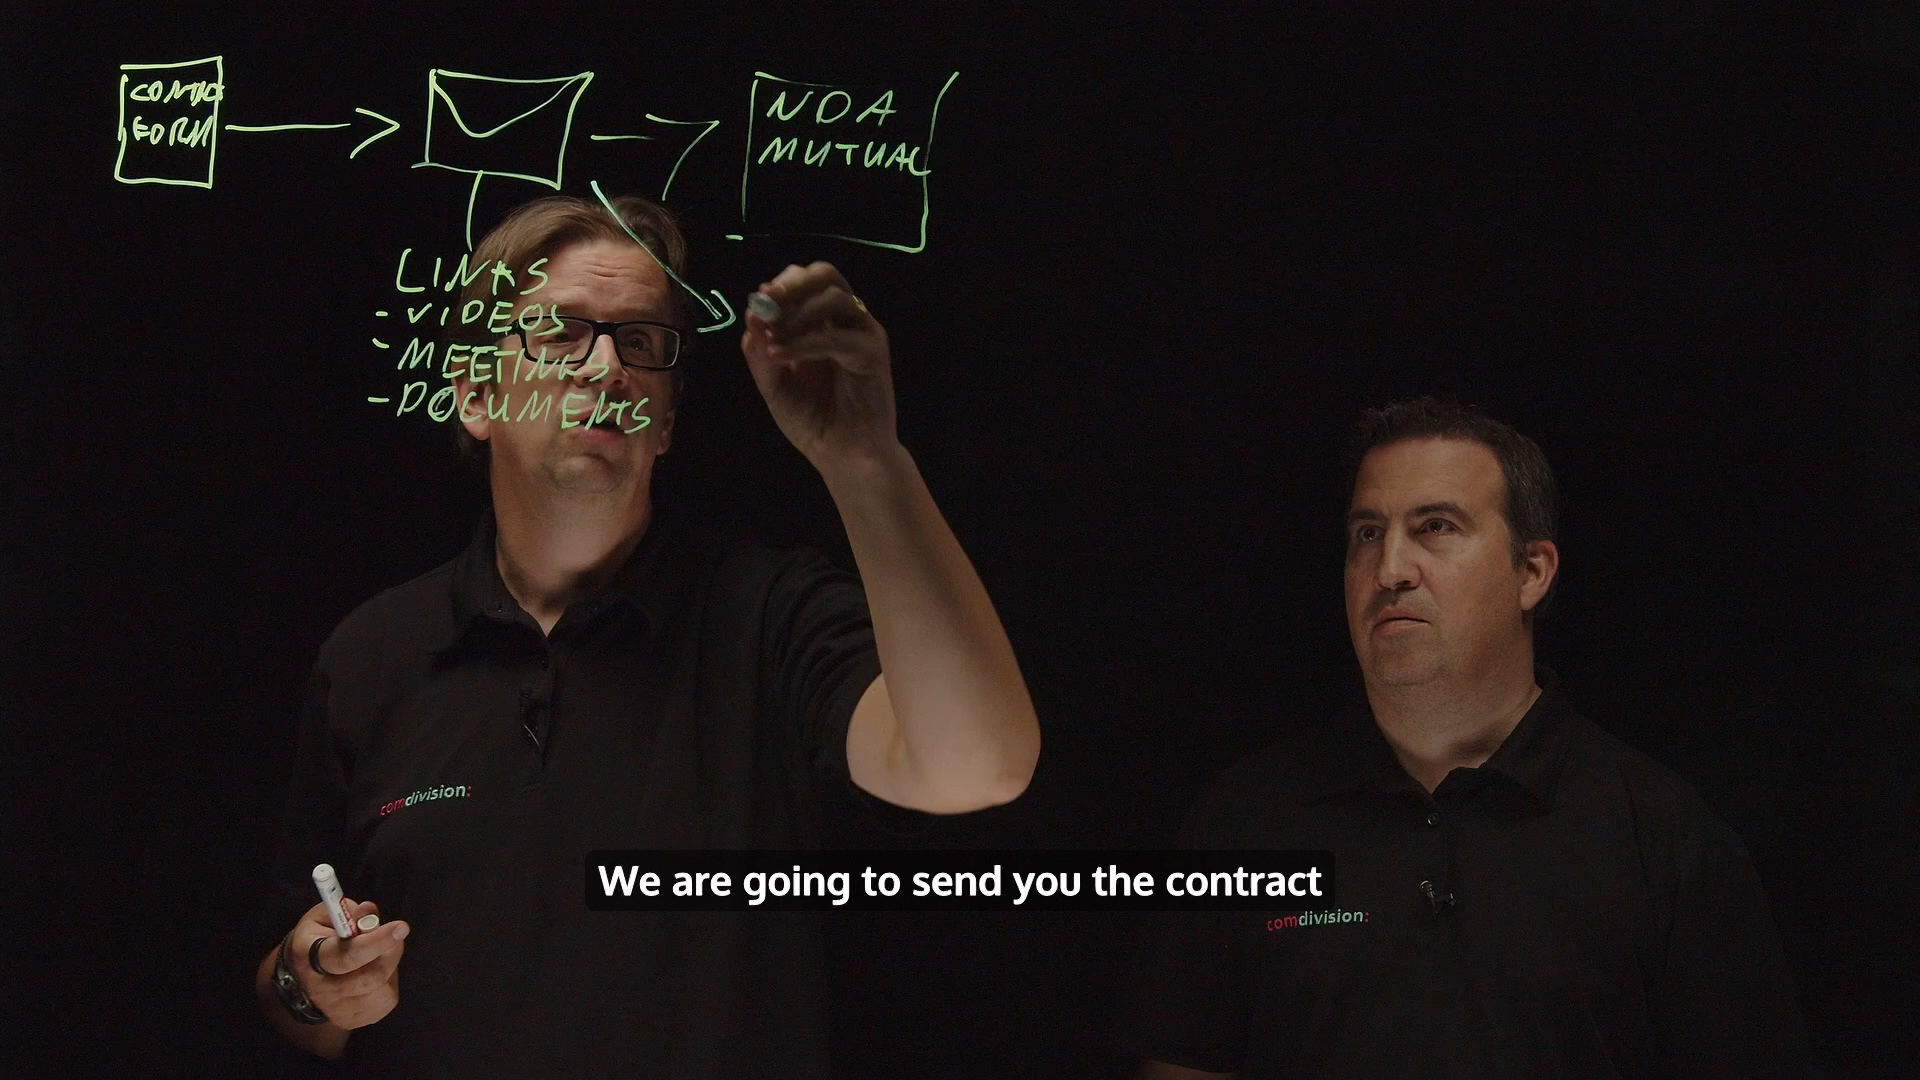 CONTACT
FORM
NDA
MUTUAL
LINKS
- VIDEOS
- MEETINGS
- DOCUMENTS
comdivision:
We are going to send you the contract
comdivision: